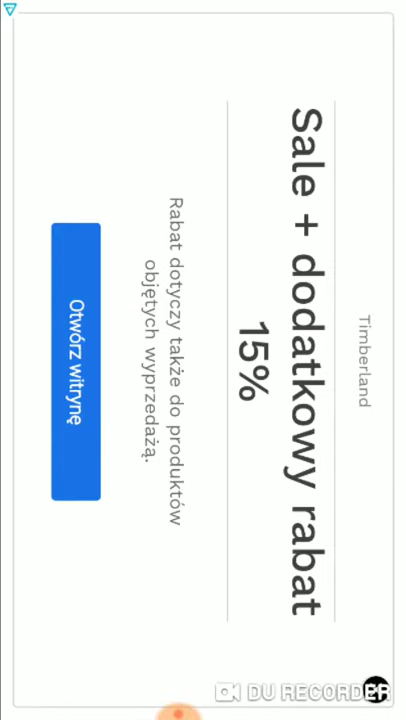 Timberland
Sale + dodatkowy rabat
15%
Rabat dotyczy także do produktów
objętych wyprzedażą.
Otwórz witrynę
DU RECORDER